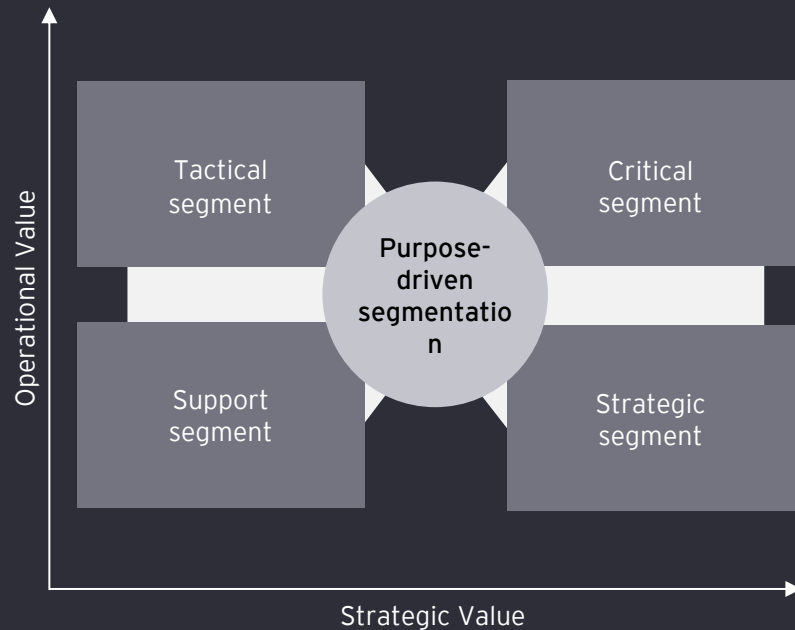 Operational Value
Tactical
segment
Critical
segment
Purpose-
driven
segmentatio
n
Support
segment
Strategic
segment
Strategic Value